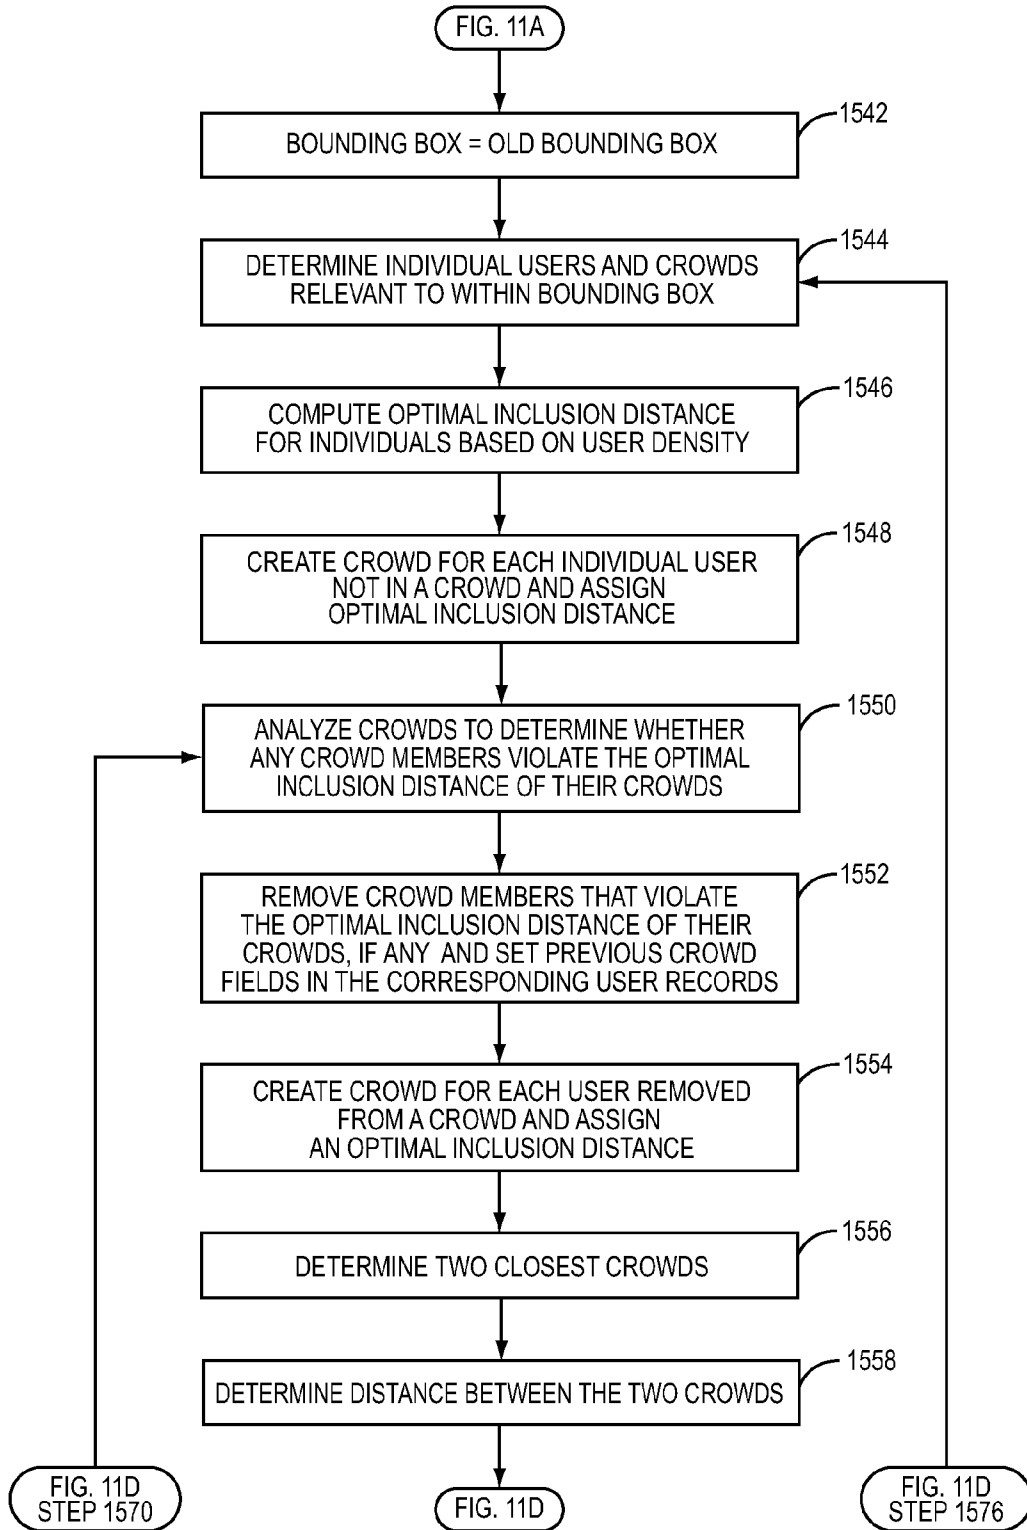 FIG. 11A
1542
BOUNDING BOX = OLD BOUNDING BOX
1544
DETERMINE INDIVIDUAL USERS AND CROWDS
RELEVANT TO WITHIN BOUNDING BOX
1546
COMPUTE OPTIMAL INCLUSION DISTANCE
FOR INDIVIDUALS BASED ON USER DENSITY
1548
CREATE CROWD FOR EACH INDIVIDUAL USER
NOT IN A CROWD AND ASSIGN
OPTIMAL INCLUSION DISTANCE
1550
ANALYZE CROWDS TO DETERMINE WHETHER
ANY CROWD MEMBERS VIOLATE THE OPTIMAL
INCLUSION DISTANCE OF THEIR CROWDS
1552
REMOVE CROWD MEMBERS THAT VIOLATE
THE OPTIMAL INCLUSION DISTANCE OF THEIR
CROWDS, IF ANY AND SET PREVIOUS CROWD
FIELDS IN THE CORRESPONDING USER RECORDS
1554
CREATE CROWD FOR EACH USER REMOVED
FROM A CROWD AND ASSIGN
AN OPTIMAL INCLUSION DISTANCE
1556
DETERMINE TWO CLOSEST CROWDS
1558
DETERMINE DISTANCE BETWEEN THE TWO CROWDS
FIG. 11D
STEP 1570
FIG. 11D
FIG. 11D
STEP 1576